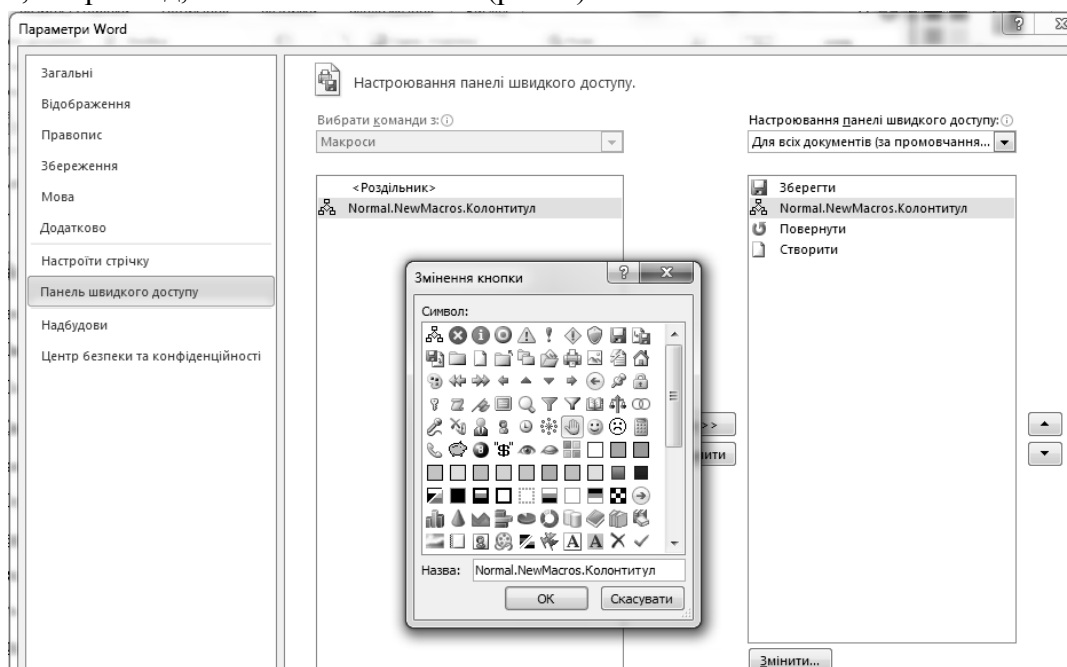 Параметри Word
Загальні
Відображення
Правопис
Збереження
Мова
Додатково
Настроїти стрічку
Панель швидкого доступу
Надбудови
Центр безпеки та конфіденційності
Настроювання панелі швидкого доступу.
Вибрати команди з:
Макроси
<Роздільник>
Normal.NewMacros.Колонтитул
Настроювання панелі швидкого доступу:
Для всіх документів (за промовчання...
Зберегти
Normal.NewMacros.Колонтитул
Повернути
Створити
Змінення кнопки
Символ:
Назва: Normal.NewMacros.Колонтитул
ОК
Скасувати
Змінити...